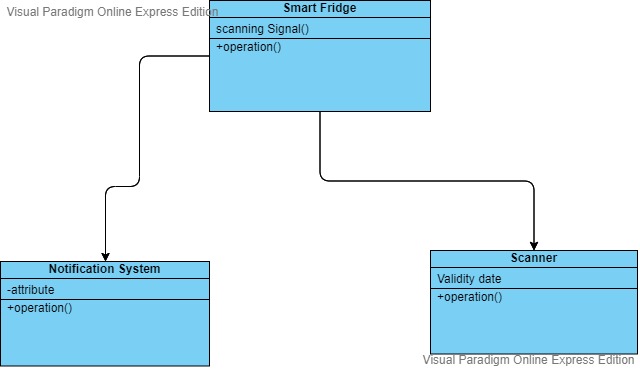 Visual Paradigm Online Express Edition
Smart Fridge
scanning Signal()
+operation()
Notification System
-attribute
+operation()
Scanner
Validity date
+operation()
Visual Paradigm Online Express Edition